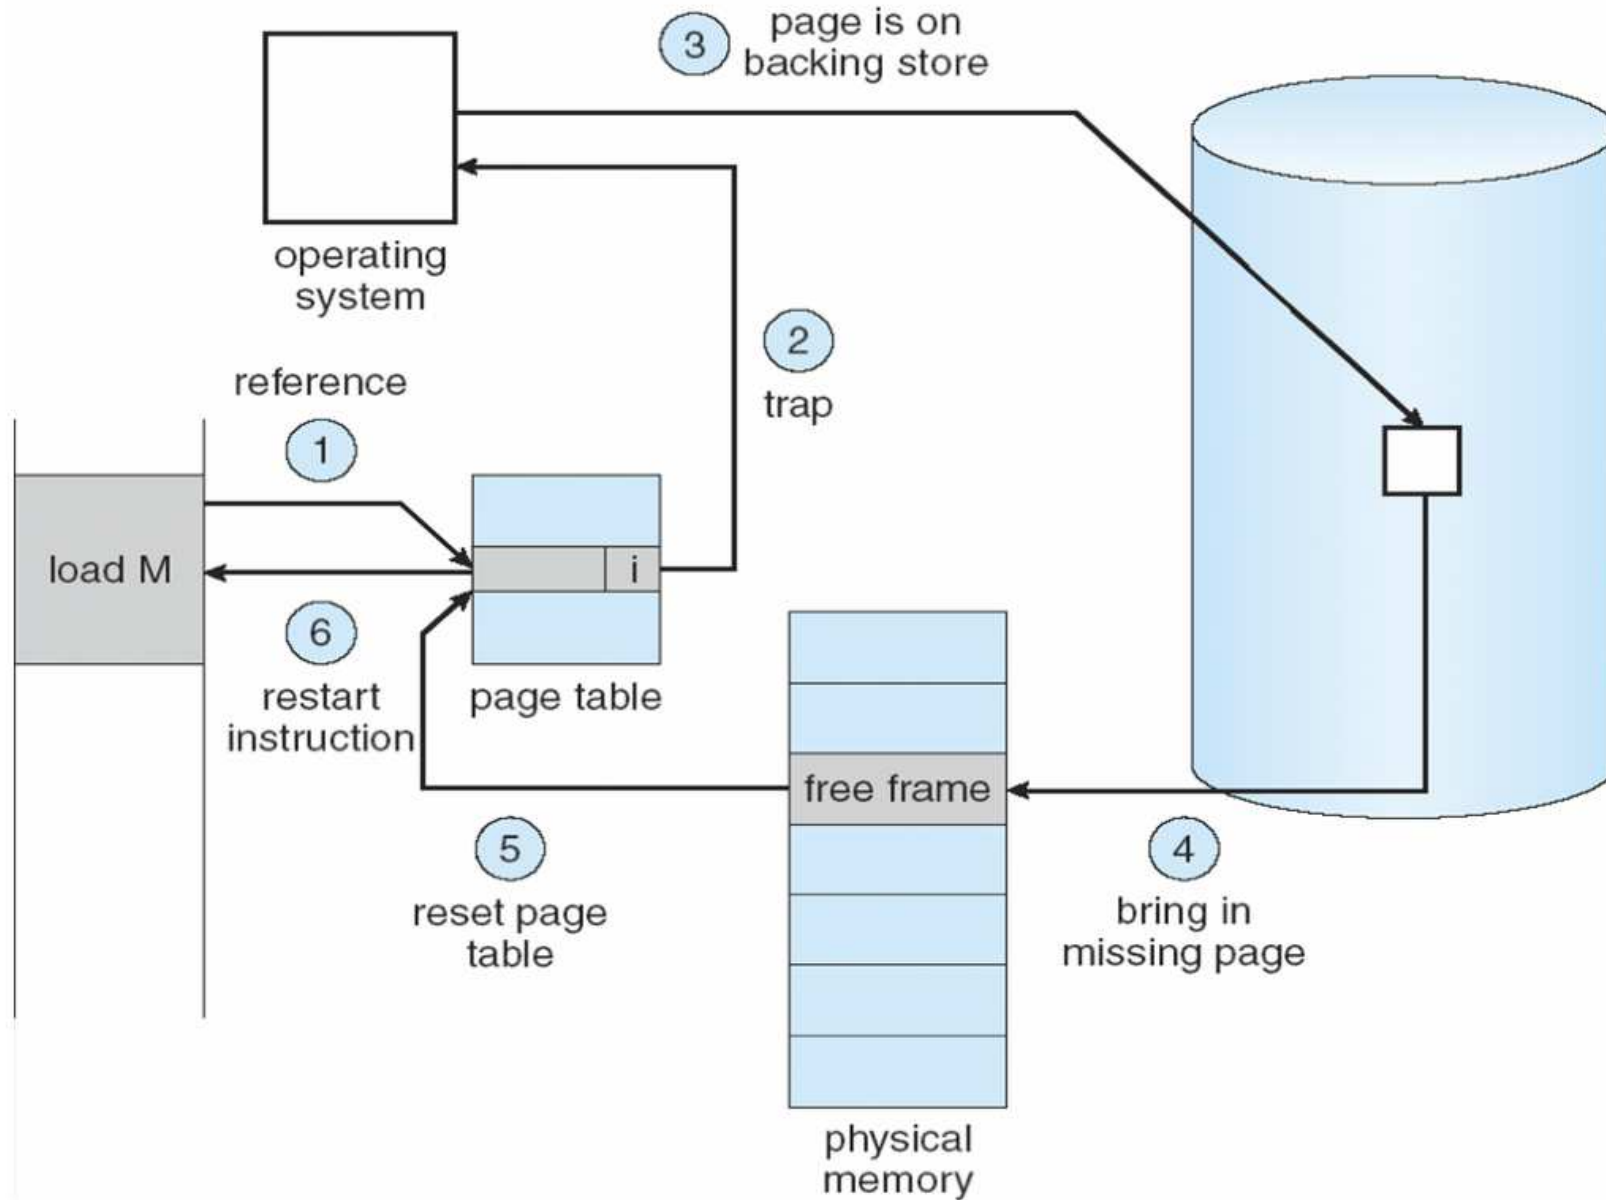 3
page is on
backing store
operating
system
2
trap
reference
1
load M
i
6
restart
instruction
page table
free frame
5
reset page
table
4
bring in
missing page
physical
memory